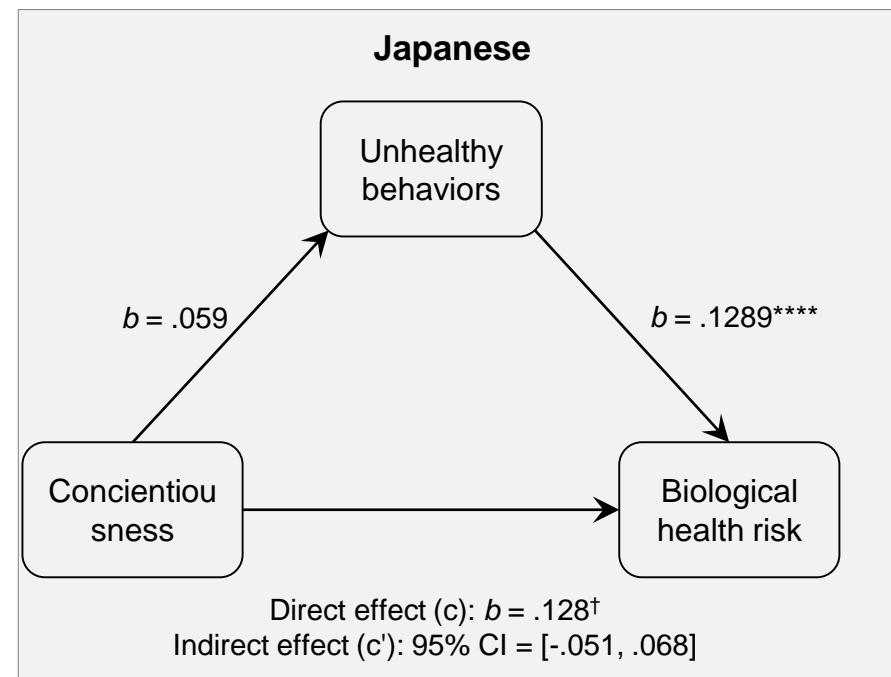 Japanese
Unhealthy
behaviors
b = .059
b = .1289****
Concientiou
sness
Biological
health risk
Direct effect (c): b = .128†
Indirect effect (c'): 95% CI = [-.051, .068]